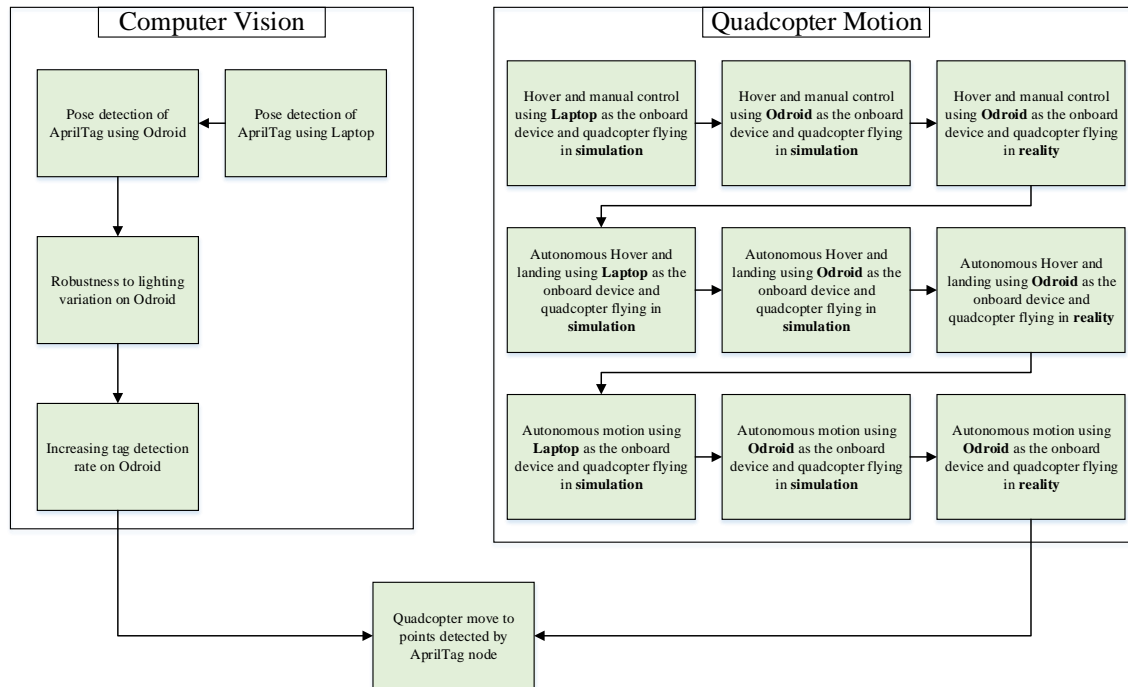 Computer Vision
Pose detection of
AprilTag using Odroid
Pose detection of
AprilTag using Laptop
Robustness to lighting
variation on Odroid
Increasing tag detection
rate on Odroid
Quadcopter Motion
Hover and manual control
using Laptop as the onboard
device and quadcopter flying
in simulation
Hover and manual control
using Odroid as the onboard
device and quadcopter flying
in simulation
Hover and manual control
using Odroid as the onboard
device and quadcopter flying
in reality
Autonomous Hover and
landing using Laptop as the
onboard device and
quadcopter flying in
simulation
Autonomous Hover and
landing using Odroid as the
onboard device and
quadcopter flying in
simulation
Autonomous Hover and
landing using Odroid as the
onboard device and
quadcopter flying in reality
Autonomous motion using
Laptop as the onboard
device and quadcopter flying
in simulation
Autonomous motion using
Odroid as the onboard
device and quadcopter flying
in simulation
Autonomous motion using
Odroid as the onboard
device and quadcopter flying
in reality
Quadcopter move to
points detected by
AprilTag node